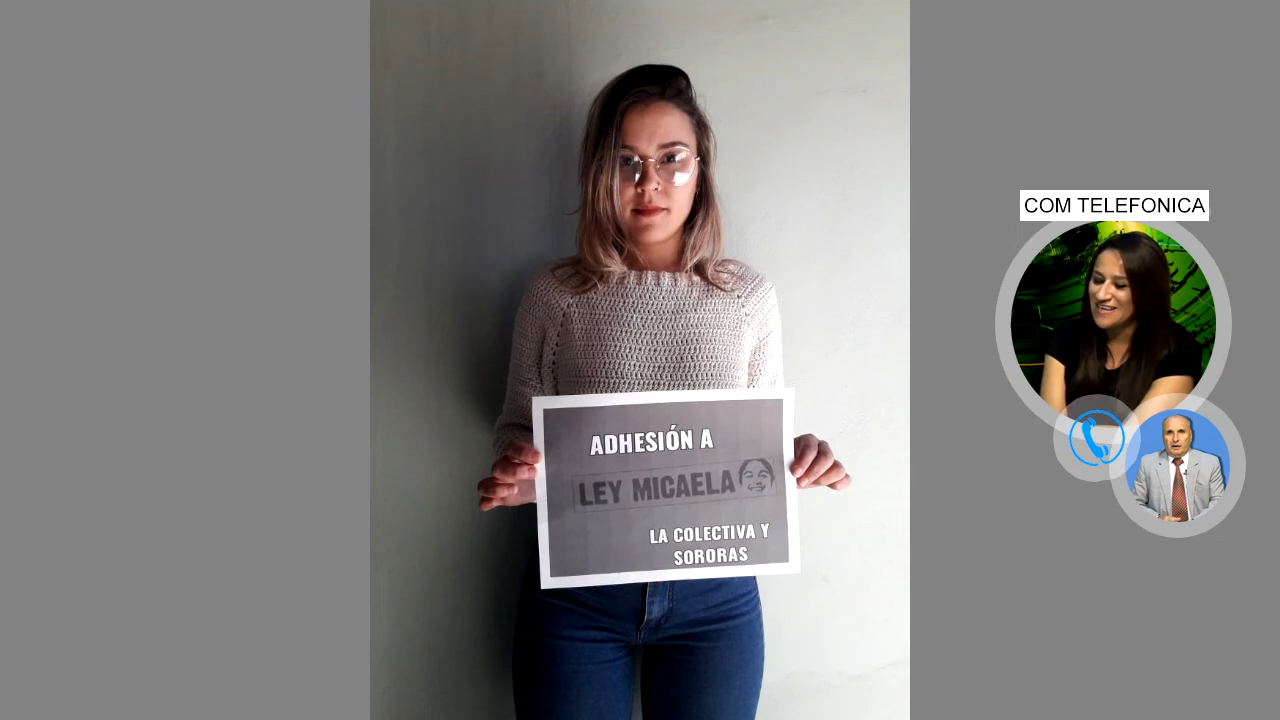 COM TELEFONICA
ADHESIÓN A
LEY MICAELA
LA COLECTIVA Y
SORORAS